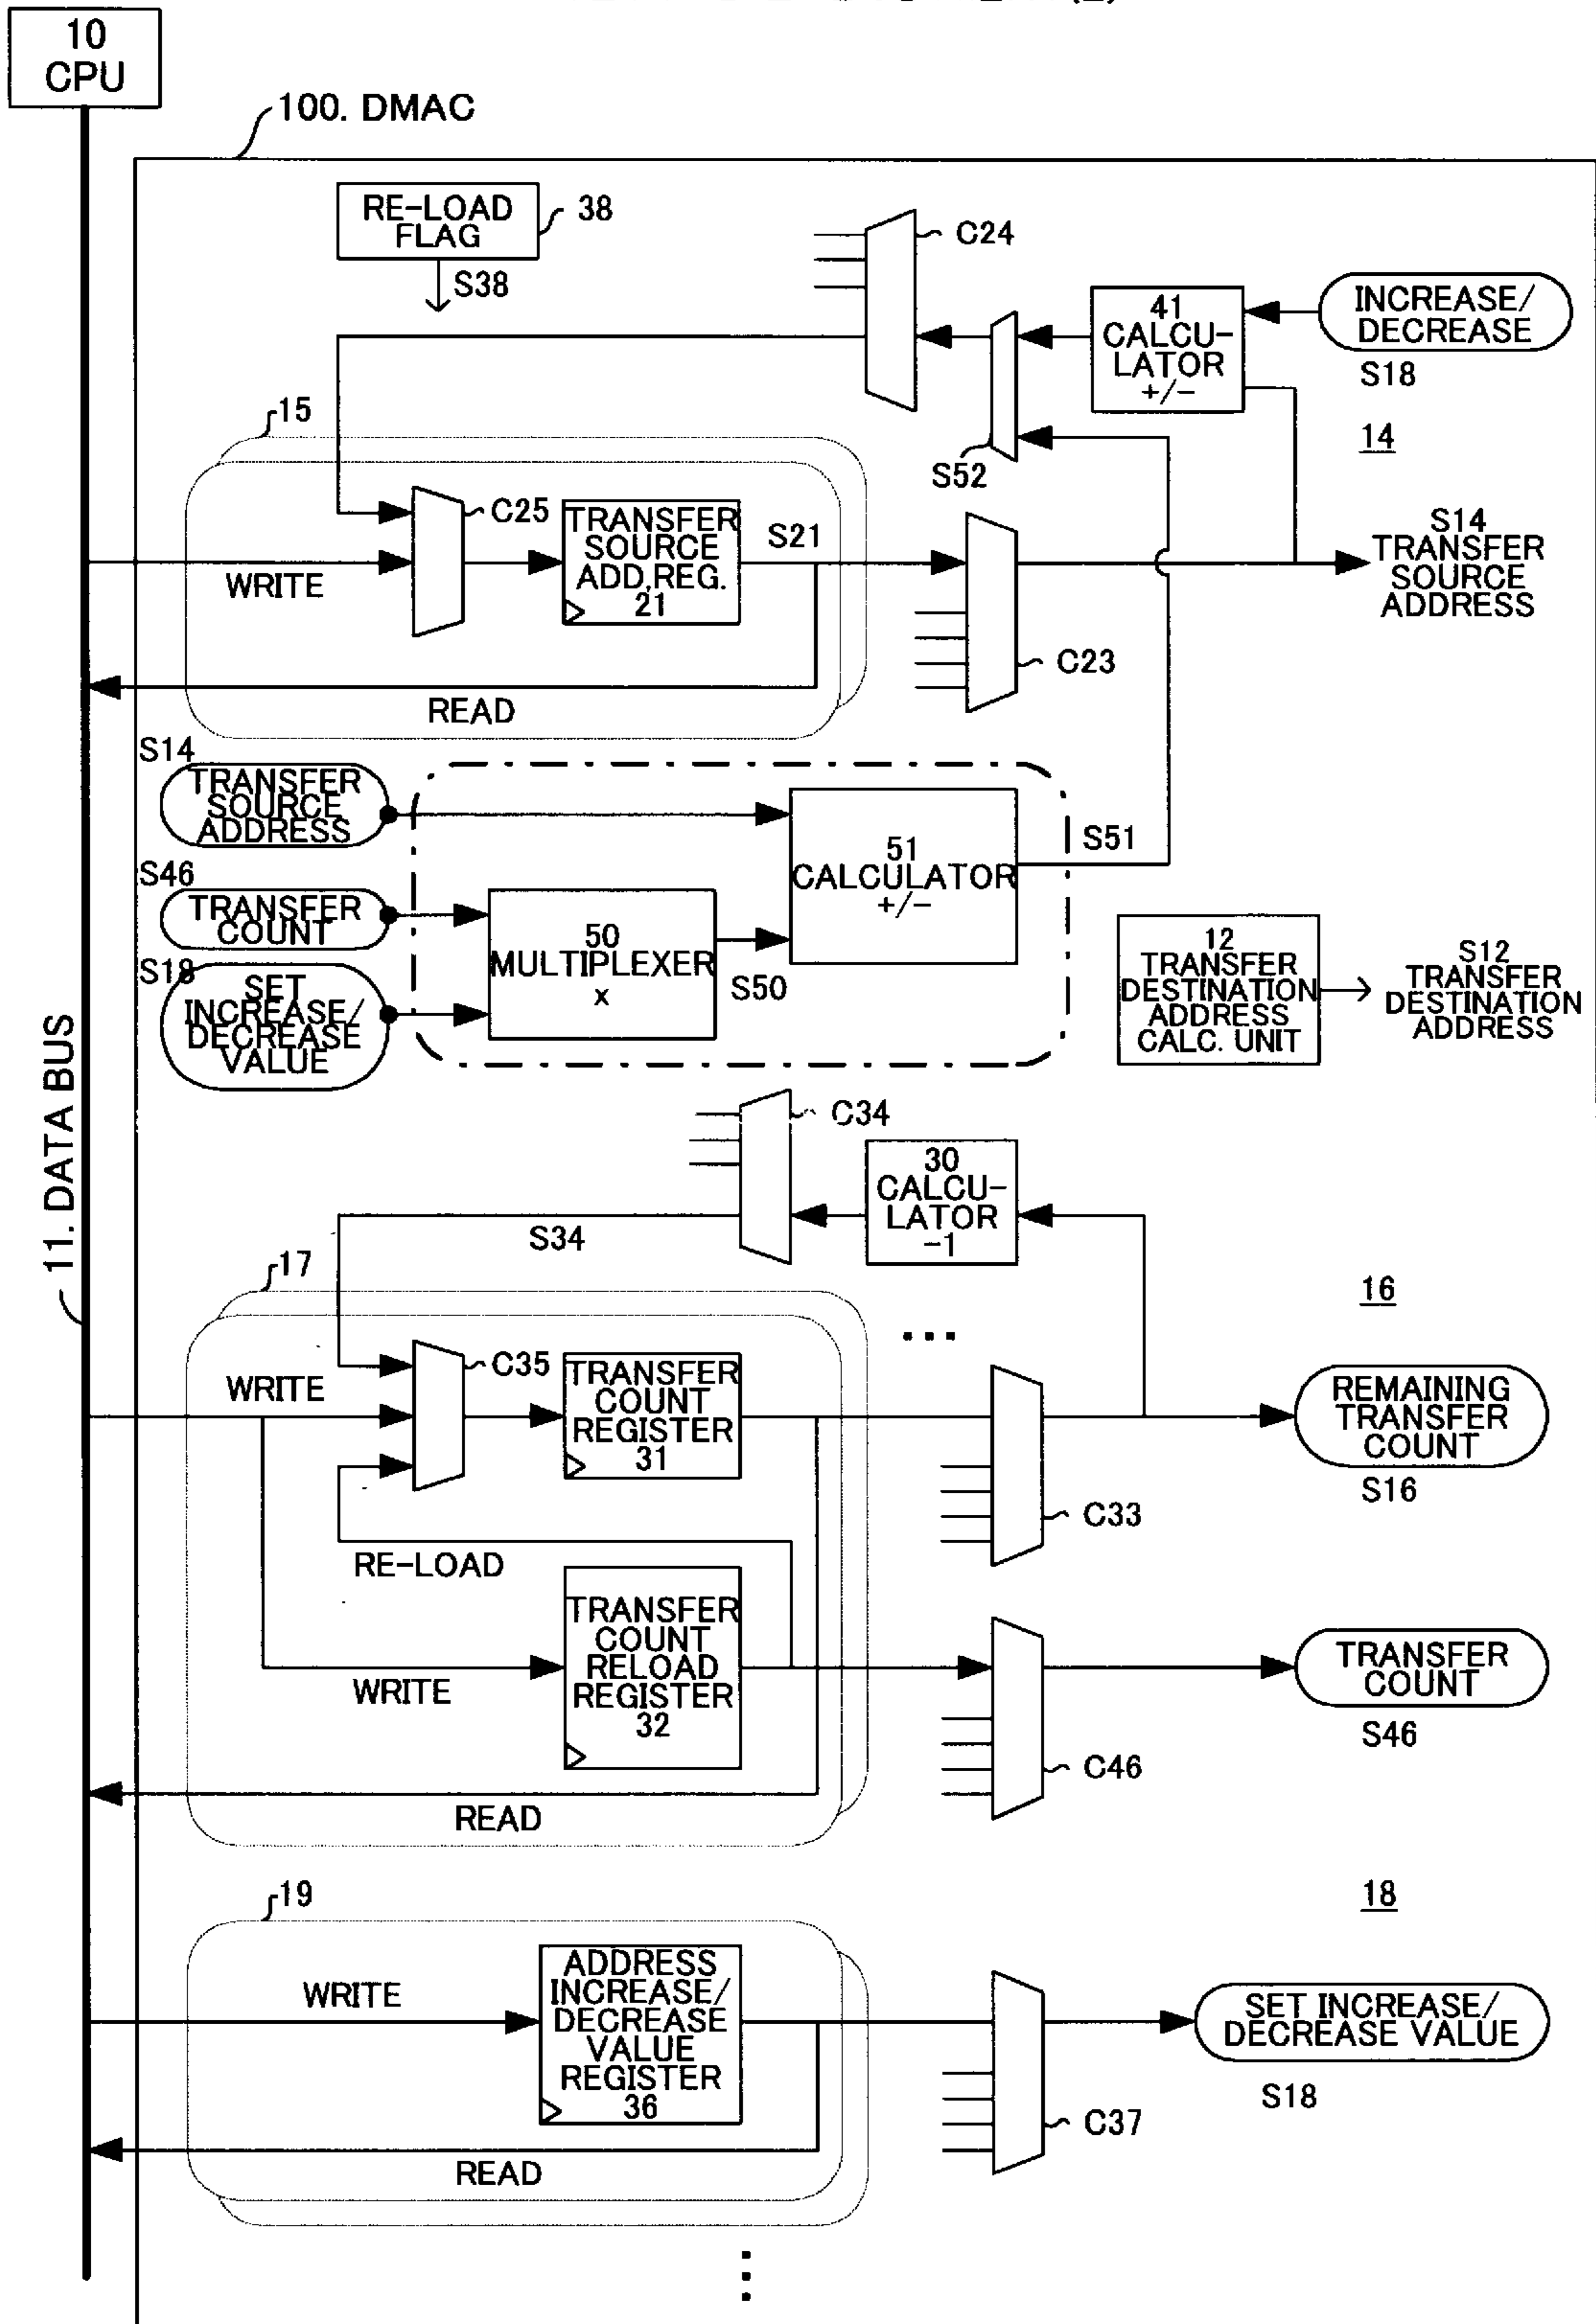 10
CPU
100. DMAC
RE-LOAD
FLAG
38
S38
C24
41
CALCU-
LATOR
+/-
INCREASE/
DECREASE
S18
14
15
S52
C25
TRANSFER
SOURCE
ADD,REG.
21
S21
WRITE
S14
TRANSFER
SOURCE
ADDRESS
C23
READ
S14
TRANSFER
SOURCE
ADDRESS
S46
TRANSFER
COUNT
S18
SET
INCREASE/
DECREASE
VALUE
50
MULTIPLEXER
x
S50
51
CALCULATOR
+/-
S51
12
TRANSFER
DESTINATION
ADDRESS
CALC. UNIT
S12
TRANSFER
DESTINATION
ADDRESS
11. DATA BUS
C34
30
CALCU-
LATOR
-1
S34
16
17
...
WRITE
C35
TRANSFER
COUNT
REGISTER
31
C33
REMAINING
TRANSFER
COUNT
S16
RE-LOAD
TRANSFER
COUNT
RELOAD
REGISTER
32
WRITE
TRANSFER
COUNT
S46
C46
READ
18
19
WRITE
ADDRESS
INCREASE/
DECREASE
VALUE
REGISTER
36
SET INCREASE/
DECREASE VALUE
S18
C37
READ